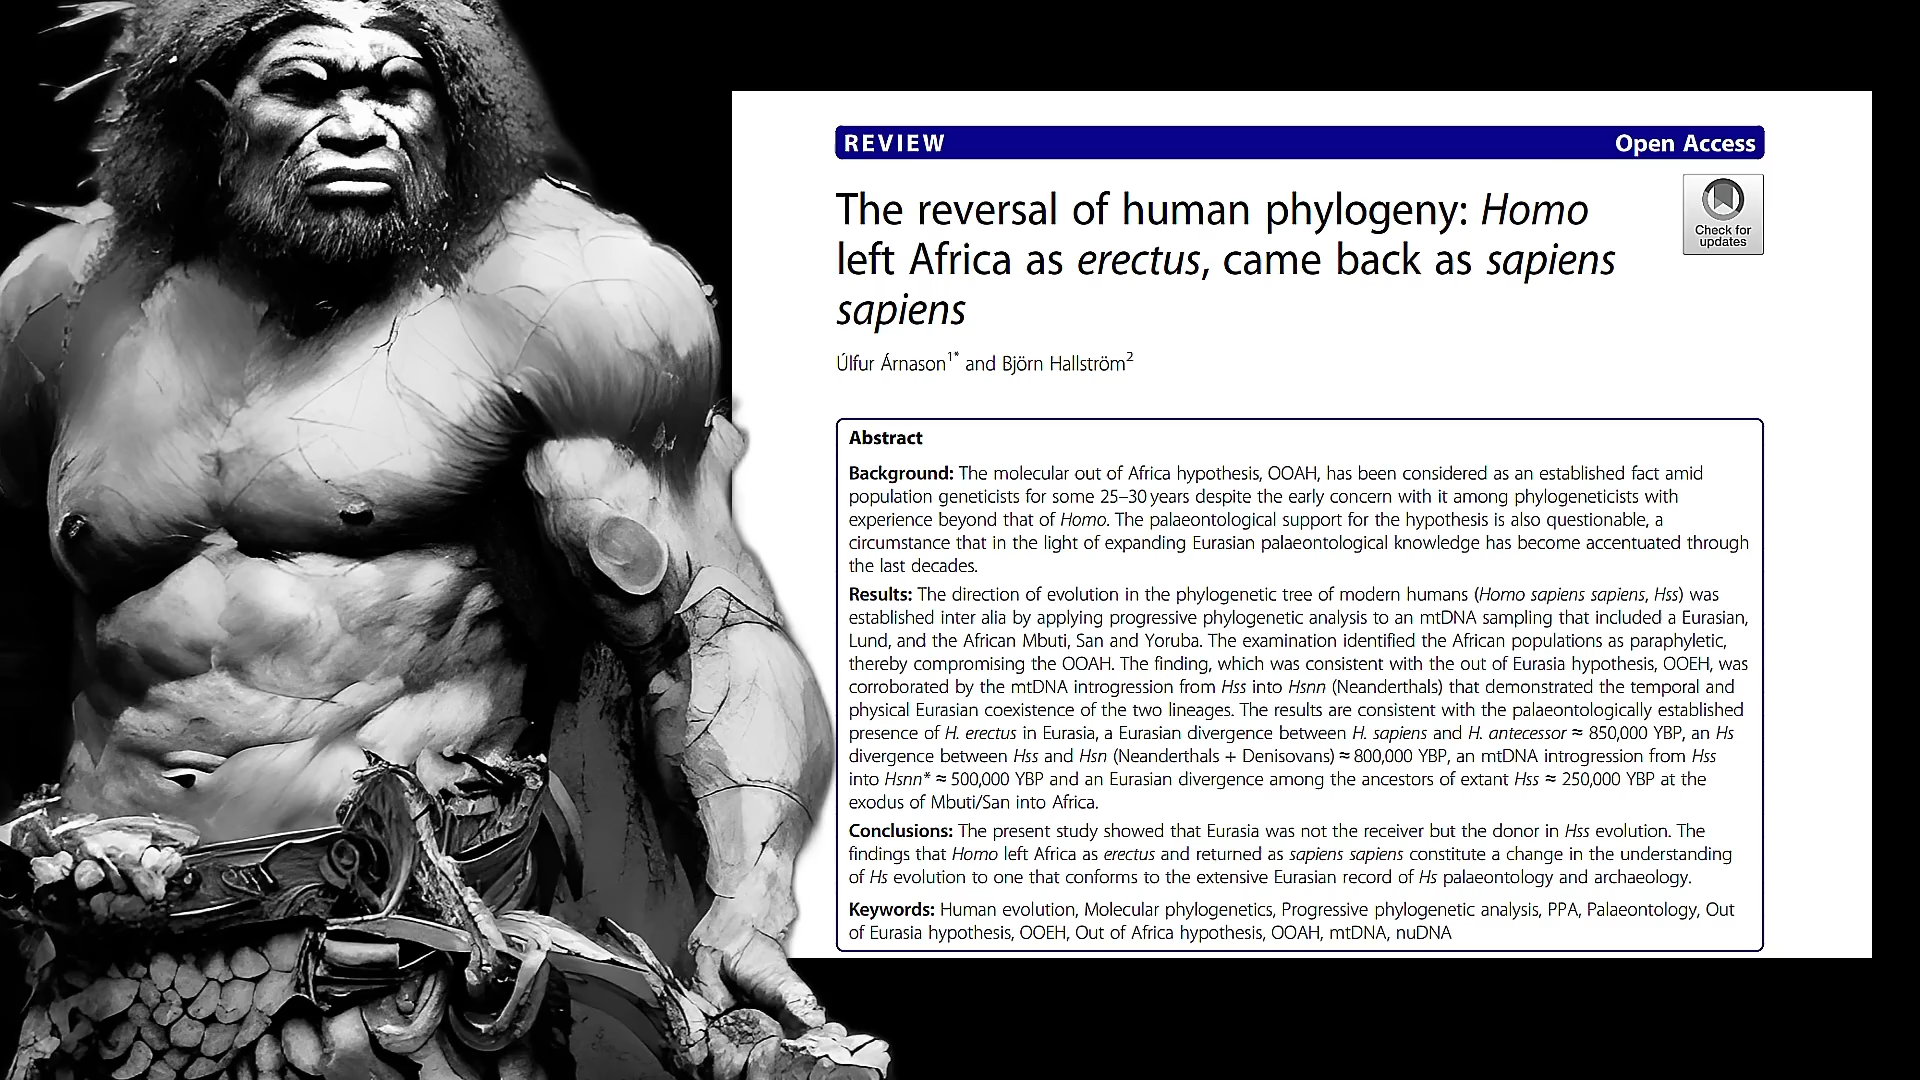 REVIEW Open Access
The reversal of human phylogeny: Homo
left Africa as erectus, came back as sapiens
sapiens
Check for
updates
Úlfur Árnason1* and Björn Hallström2
Abstract
Background: The molecular out of Africa hypothesis, OOAH, has been considered as an established fact amid
population geneticists for some 25–30 years despite the early concern with it among phylogeneticists with
experience beyond that of Homo. The palaeontological support for the hypothesis is also questionable, a
circumstance that in the light of expanding Eurasian palaeontological knowledge has become accentuated through
the last decades.
Results: The direction of evolution in the phylogenetic tree of modern humans (Homo sapiens sapiens, Hss) was
established inter alia by applying progressive phylogenetic analysis to an mtDNA sampling that included a Eurasian,
Lund, and the African Mbuti, San and Yoruba. The examination identified the African populations as paraphyletic,
thereby compromising the OOAH. The finding, which was consistent with the out of Eurasia hypothesis, OOEH, was
corroborated by the mtDNA introgression from Hss into Hsnn (Neanderthals) that demonstrated the temporal and
physical Eurasian coexistence of the two lineages. The results are consistent with the palaeontologically established
presence of H. erectus in Eurasia, a Eurasian divergence between H. sapiens and H. antecessor ≈ 850,000 YBP, an Hs
divergence between Hss and Hsn (Neanderthals + Denisovans) ≈ 800,000 YBP, an mtDNA introgression from Hss
into Hsnn* ≈ 500,000 YBP and an Eurasian divergence among the ancestors of extant Hss ≈ 250,000 YBP at the
exodus of Mbuti/San into Africa.
Conclusions: The present study showed that Eurasia was not the receiver but the donor in Hss evolution. The
findings that Homo left Africa as erectus and returned as sapiens sapiens constitute a change in the understanding
of Hs evolution to one that conforms to the extensive Eurasian record of Hs palaeontology and archaeology.
Keywords: Human evolution, Molecular phylogenetics, Progressive phylogenetic analysis, PPA, Palaeontology, Out
of Eurasia hypothesis, OOEH, Out of Africa hypothesis, OOAH, mtDNA, nuDNA